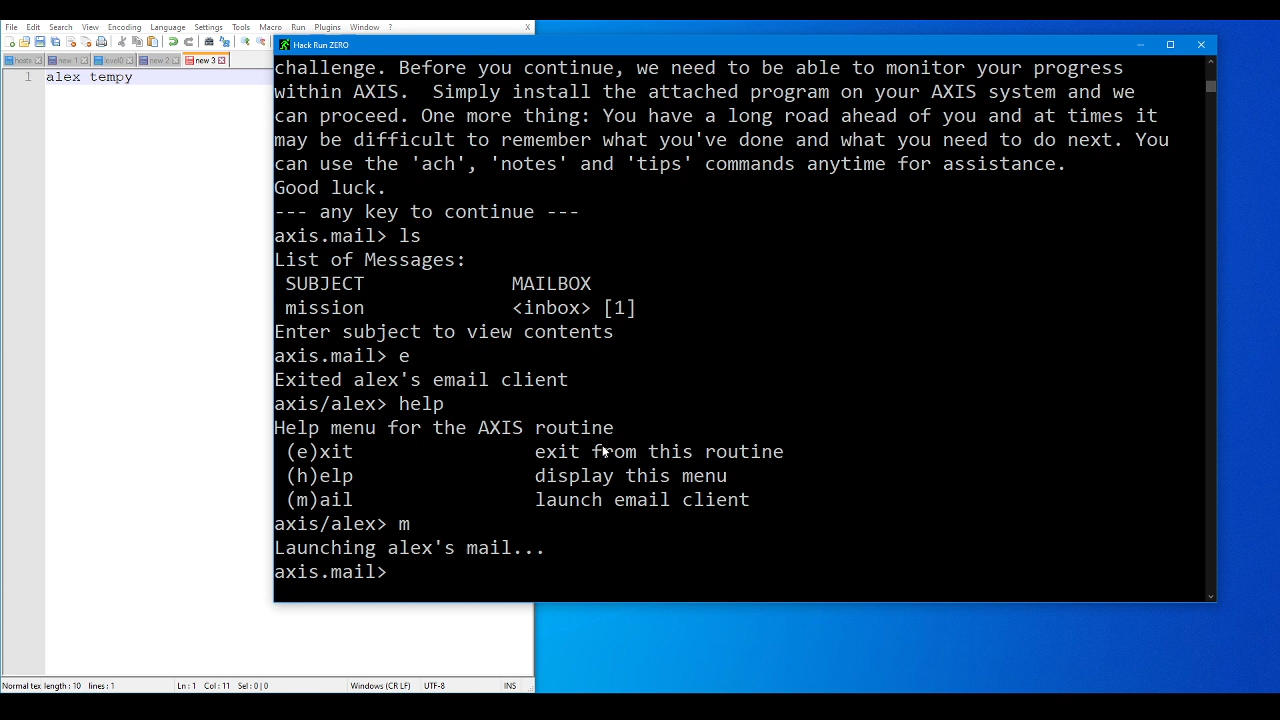 File Edit Search View Encoding Language Settings Tools Macro Run Plugins Window ? X
hosts new 1 level0 new 2 new 3
1 alex tempy
Hack Run ZERO
challenge. Before you continue, we need to be able to monitor your progress
within AXIS.  Simply install the attached program on your AXIS system and we
can proceed. One more thing: You have a long road ahead of you and at times it
may be difficult to remember what you've done and what you need to do next. You
can use the 'ach', 'notes' and 'tips' commands anytime for assistance.
Good luck.
--- any key to continue ---
axis.mail> ls
List of Messages:
SUBJECT MAILBOX
mission <inbox> [1]
Enter subject to view contents
axis.mail> e
Exited alex's email client
axis/alex> help
Help menu for the AXIS routine
(e)xit exit from this routine
(h)elp display this menu
(m)ail launch email client
axis/alex> m
Launching alex's mail...
axis.mail>
Normal tex length : 10 lines : 1 Ln : 1 Col : 11 Sel : 0 | 0 Windows (CR LF) UTF-8 INS